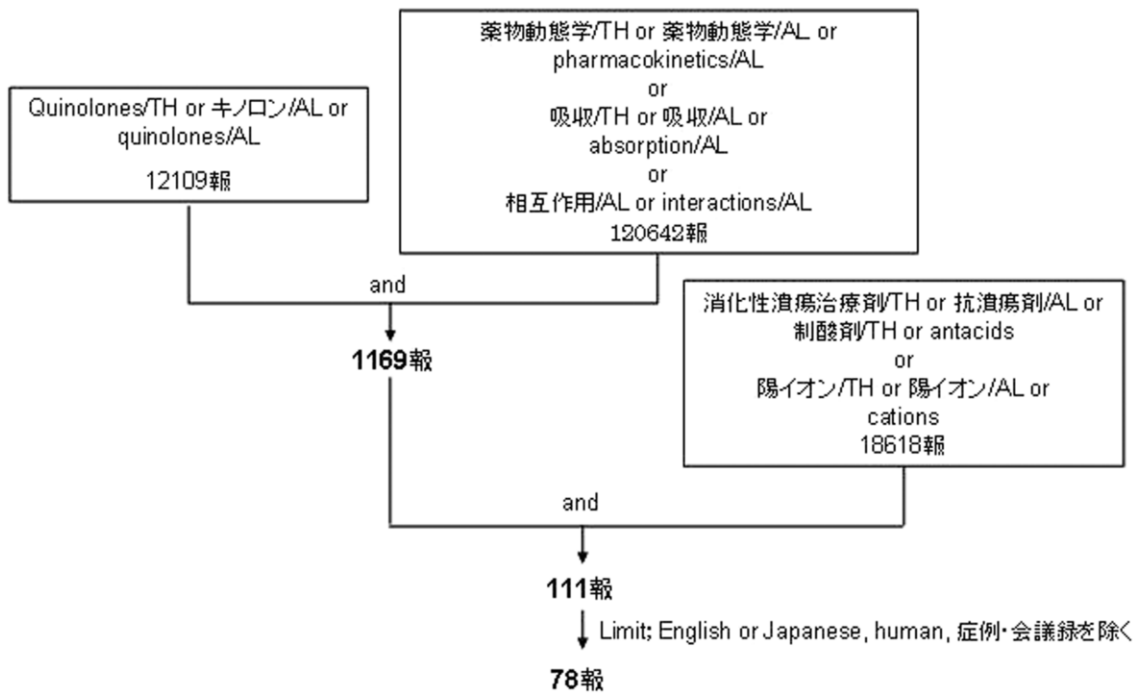 Quinolones/TH or キノロン/AL or
quinolones/AL
12109報
薬物動態学/TH or 薬物動態学/AL or
pharmacokinetics/AL
or
吸収/TH or 吸収/AL or
absorption/AL
or
相互作用/AL or interactions/AL
120642報
and
1169報
消化性潰瘍治療剤/TH or 抗潰瘍剤/AL or
制酸剤/TH or antacids
or
陽イオン/TH or 陽イオン/AL or
cations
18618報
and
111報
Limit; English or Japanese, human, 症例・会議録を除く
78報